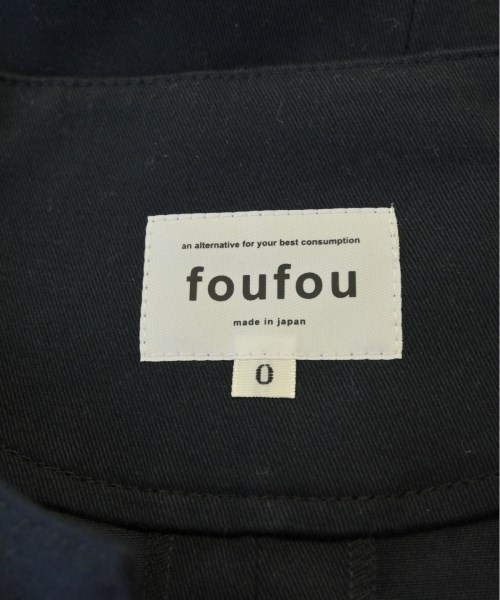 an alternative for your best consumption
foufou
made in japan
0